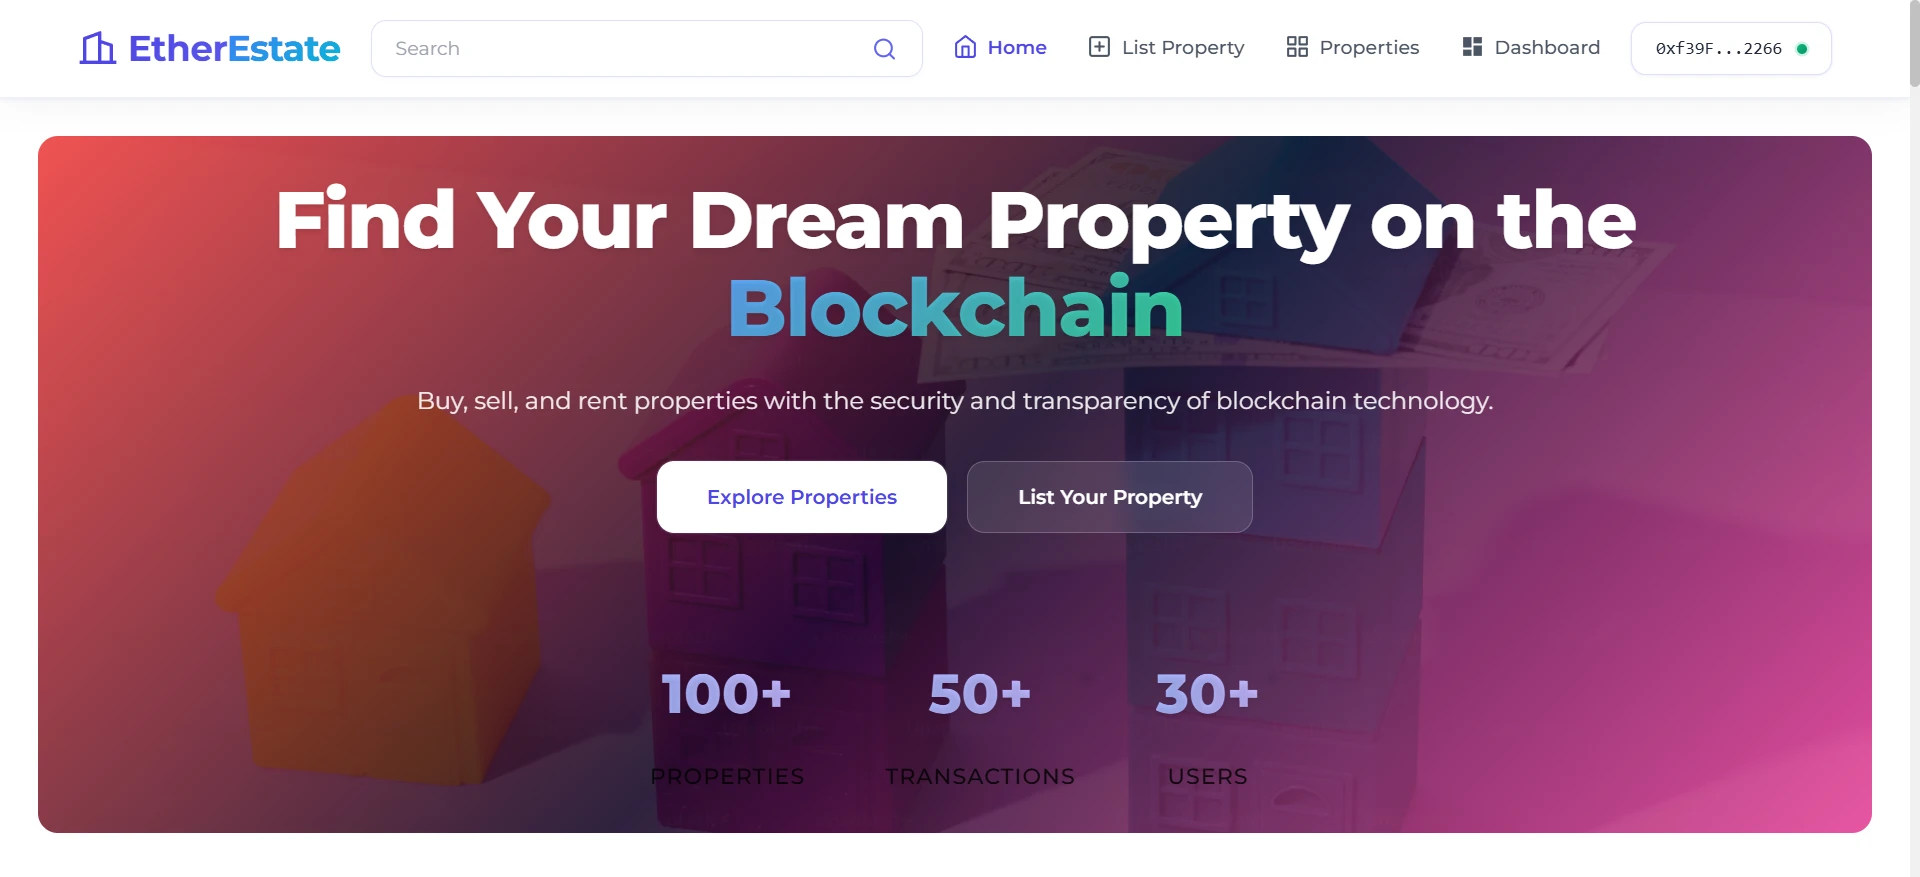 EtherEstate
Search
Home
List Property
Properties
Dashboard
0xf39F...2266
Find Your Dream Property on the
Blockchain
Buy, sell, and rent properties with the security and transparency of blockchain technology.
Explore Properties
List Your Property
100+
50+
30+
PROPERTIES
TRANSACTIONS
USERS